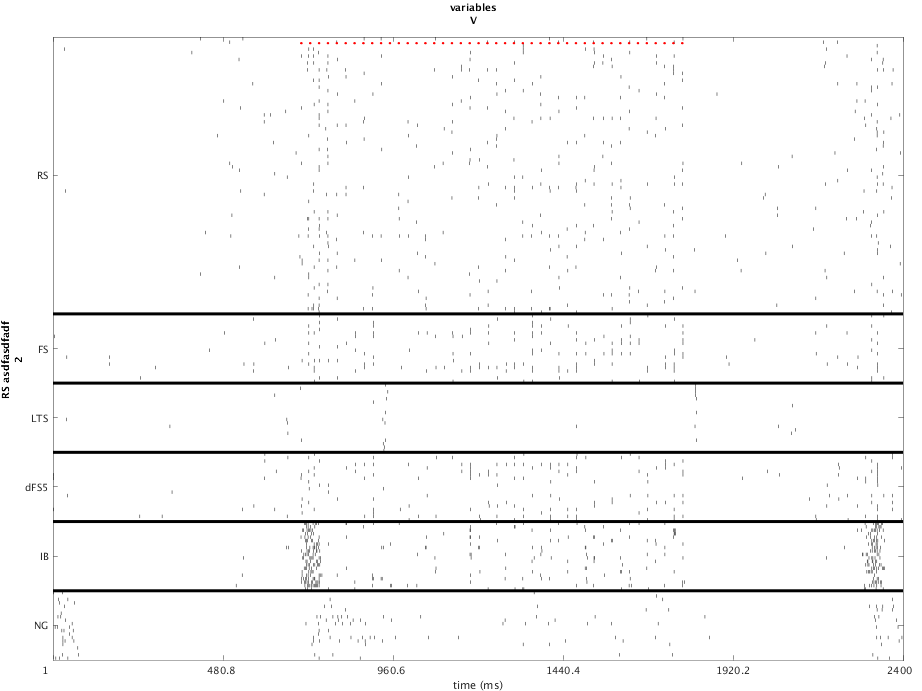 variables
V
RS
FS
LTS
dFS5
IB
NG
RS asdfasdfadf
2
1
480.8
960.6
1440.4
1920.2
2400
time (ms)